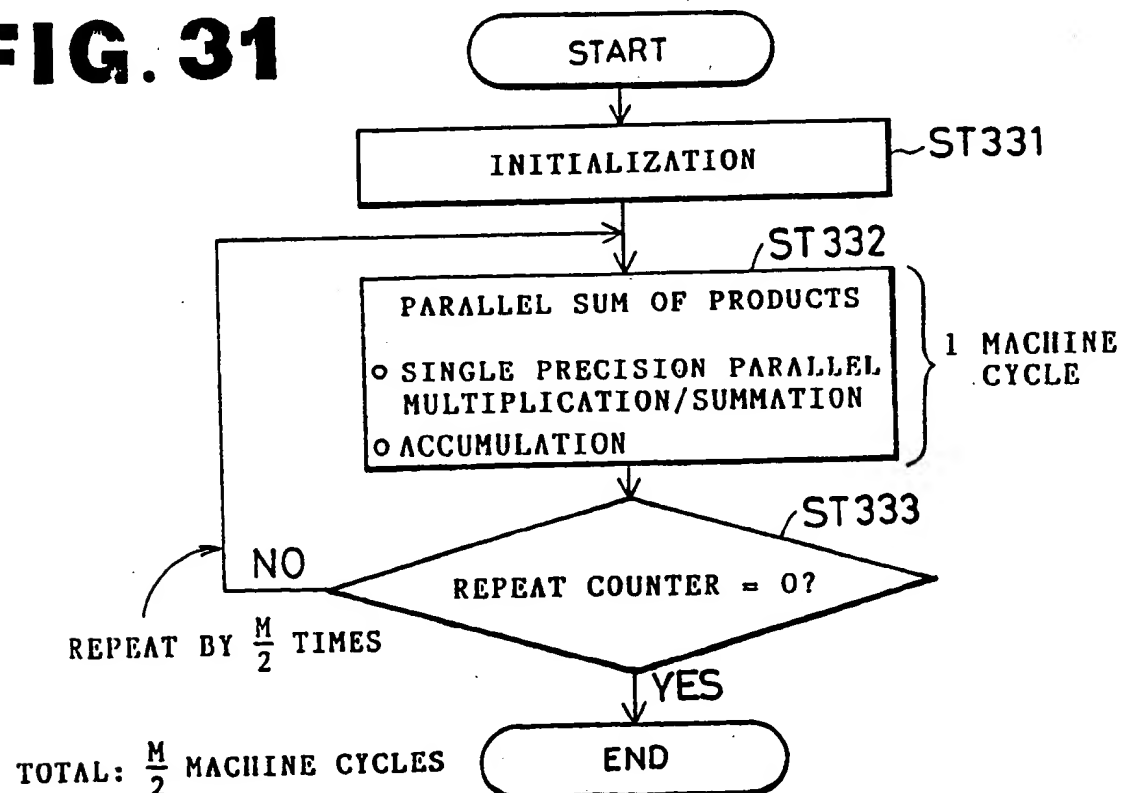 FIG. 31
START
INITIALIZATION
ST331
ST332
PARALLEL SUM OF PRODUCTS
○ SINGLE PRECISION PARALLEL
MULTIPLICATION/SUMMATION
○ ACCUMULATION
1 MACHINE
CYCLE
ST333
REPEAT COUNTER = 0?
NO
REPEAT BY M/2 TIMES
YES
TOTAL: M/2 MACHINE CYCLES
END